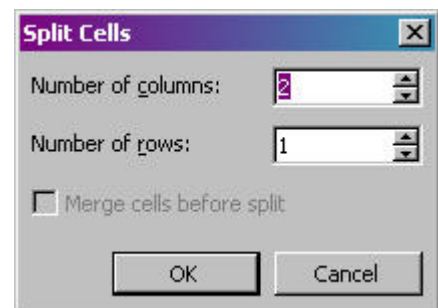 Split Cells
Number of columns: 2
Number of rows: 1
Merge cells before split
OK Cancel